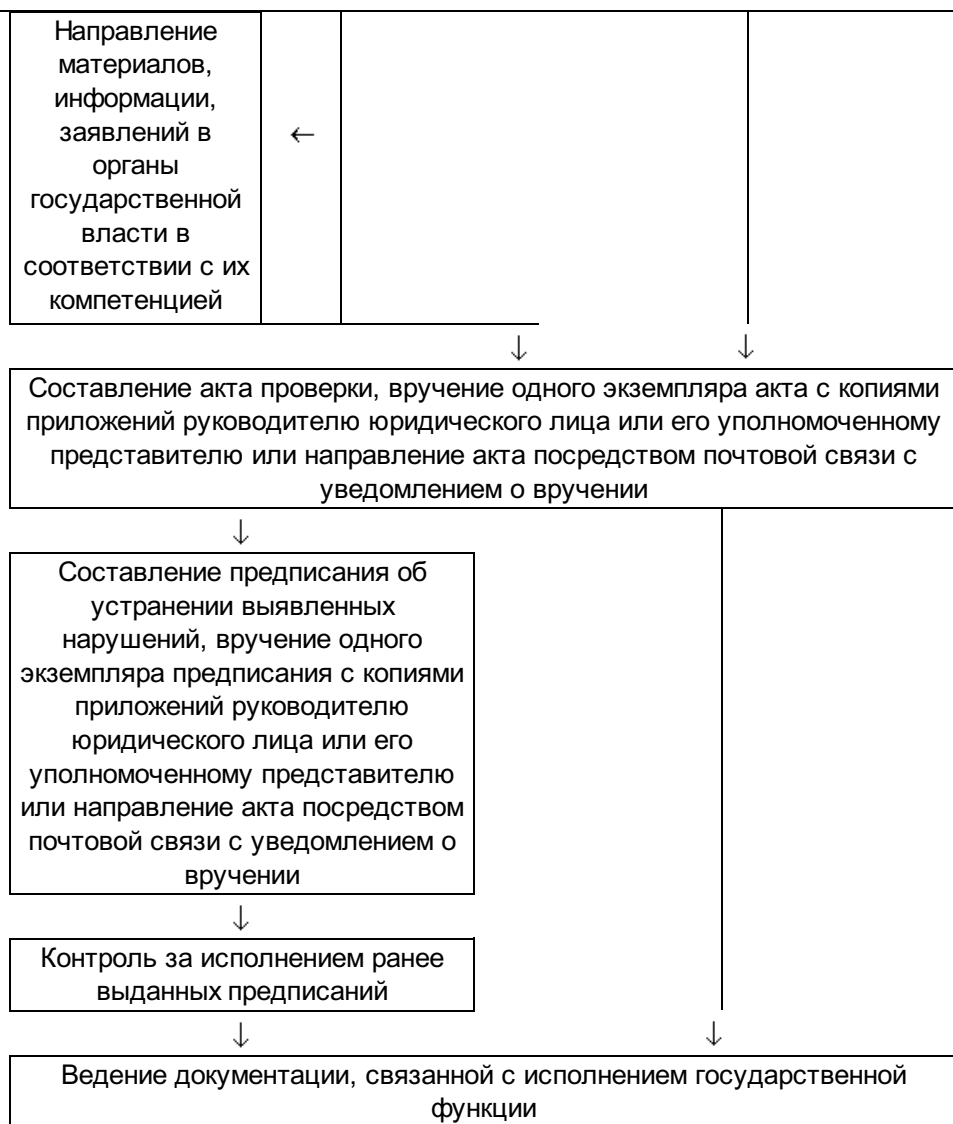 Направление
материалов,
информации,
заявлений в
органы
государственной
власти в
соответствии с их
компетенцией
←
↓ ↓
Составление акта проверки, вручение одного экземпляра акта с копиями
приложений руководителю юридического лица или его уполномоченному
представителю или направление акта посредством почтовой связи с
уведомлением о вручении
↓
Составление предписания об
устранении выявленных
нарушений, вручение одного
экземпляра предписания с копиями
приложений руководителю
юридического лица или его
уполномоченному представителю
или направление акта посредством
почтовой связи с уведомлением о
вручении
↓
Контроль за исполнением ранее
выданных предписаний
↓ ↓
Ведение документации, связанной с исполнением государственной
функции